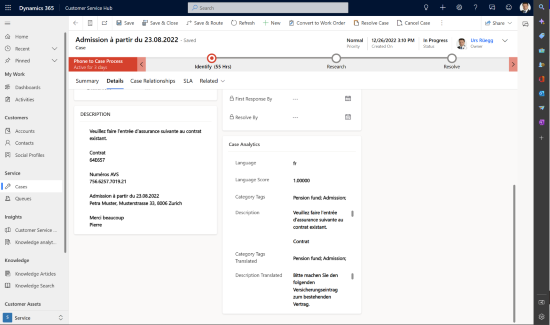 Dynamics 365
Customer Service Hub
Search
Save
Save & Close
Save & Route
Refresh
New
Convert to Work Order
Resolve Case
Cancel Case
Share
Home
Recent
Pinned
My Work
Dashboards
Activities
Customers
Accounts
Contacts
Social Profiles
Service
Cases
Queues
Insights
Customer Service ...
Knowledge analyt...
Knowledge
Knowledge Articles
Knowledge Search
Customer Assets
S Service
Admission à partir du 23.08.2022 - Saved
Case
Normal
Priority
12/26/2022 3:10 PM
Created On
In Progress
Status
Urs Rüegg
Owner
Phone to Case Process
Active for 3 days
Identify (55 Hrs)
Research
Resolve
Summary Details Case Relationships SLA Related
DESCRIPTION
Veuillez faire l'entrée d'assurance suivante au contrat
existant.
Contrat
640657
Numéros AVS
756.6257.7019.21
Admission à partir du 23.08.2022
Petra Muster, Musterstrasse 33, 8006 Zurich
Merci beaucoup
Pierre
First Response By ---
Resolve By ---
Case Analytics
Language fr
Language Score 1.00000
Category Tags Pension fund; Admission;
Description Veuillez faire l'entrée
d'assurance suivante au
contrat existant.
Contrat
Category Tags
Translated
Pension fund; Admission;
Description Translated Bitte machen Sie den
folgenden
Versicherungseintrag
zum bestehenden
Vertrag.